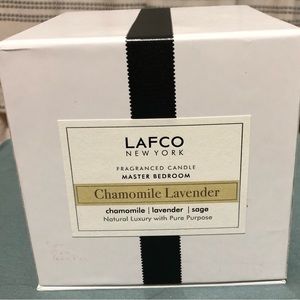 LAFCO
NEW YORK
FRAGRANCED CANDLE
MASTER BEDROOM
Chamomile Lavender
chamomile | lavender | sage
Natural Luxury with Pure Purpose